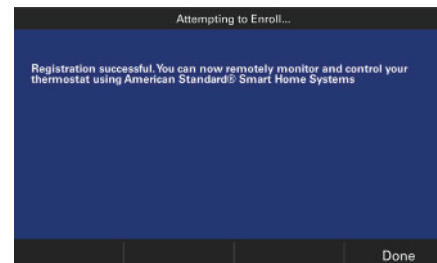 Attempting to Enroll...
Registration successful. You can now remotely monitor and control your
thermostat using American Standard® Smart Home Systems
Done